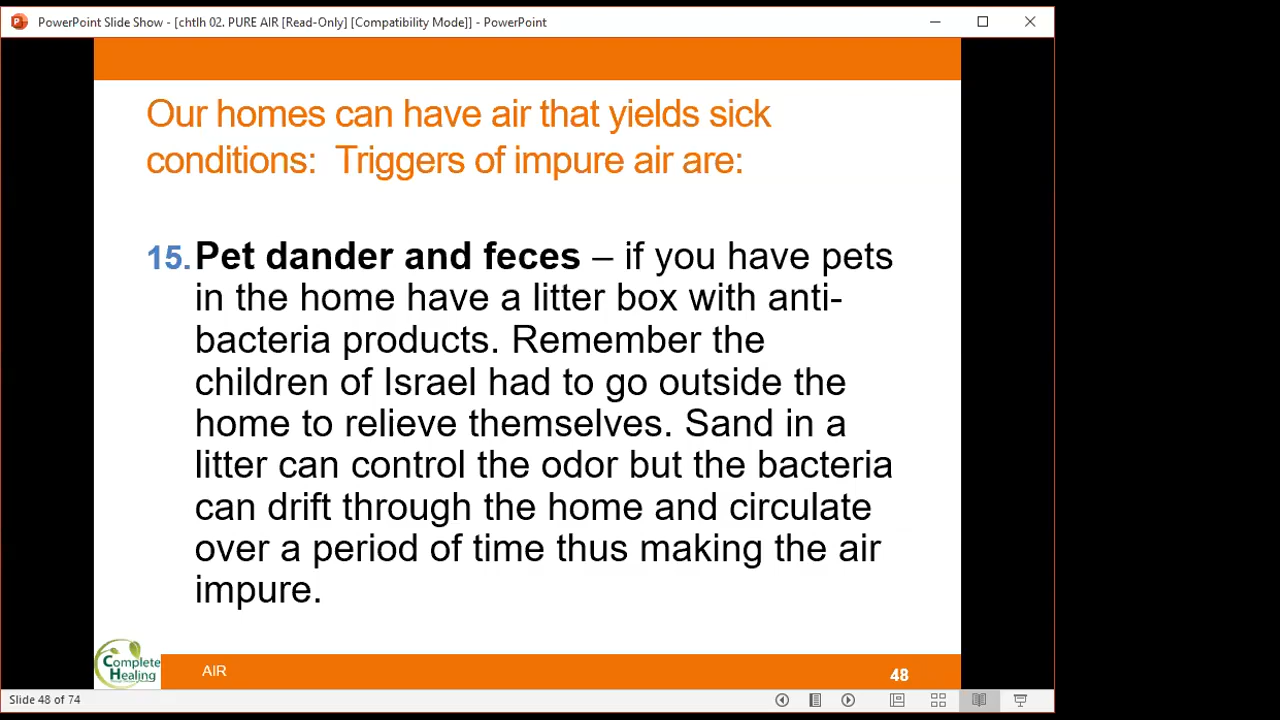 PowerPoint Slide Show - [chtlh 02. PURE AIR [Read-Only] [Compatibility Mode]] - PowerPoint
Our homes can have air that yields sick
conditions: Triggers of impure air are:
15. Pet dander and feces – if you have pets
in the home have a litter box with anti-
bacteria products. Remember the
children of Israel had to go outside the
home to relieve themselves. Sand in a
litter can control the odor but the bacteria
can drift through the home and circulate
over a period of time thus making the air
impure.
Complete
Healing
AIR
48
Slide 48 of 74